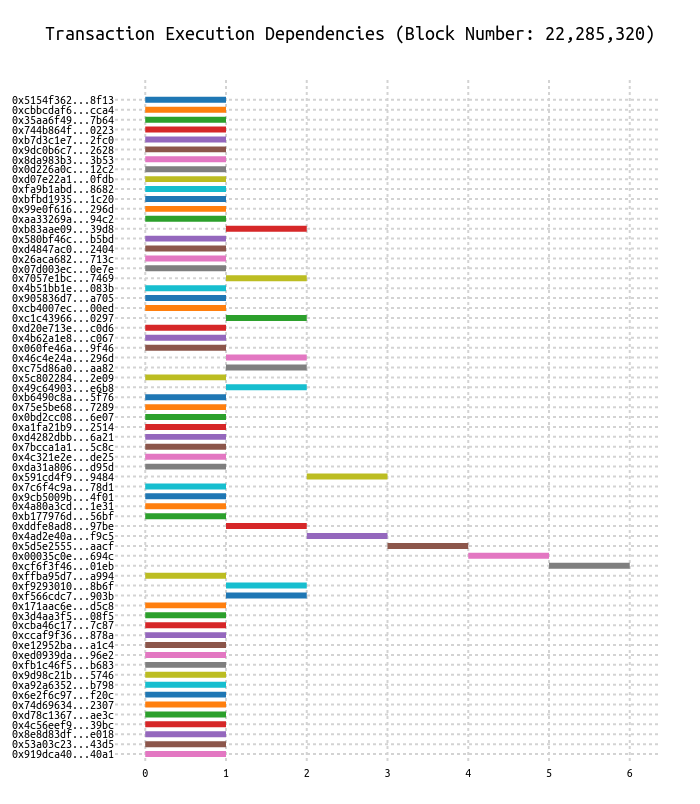 Transaction Execution Dependencies (Block Number: 22,285,320)
0x5154f362...8f13
0xcbbcdaf6...cca4
0x35aa6f49...7b64
0x744b864f...0223
0xb7d3c1e7...2fc0
0x9dc0b6c7...2628
0x8da983b3...3b53
0x0d226a0c...12c2
0xd07e22a1...0fdb
0xfa9b1abd...8682
0xbfbd1935...1c20
0x99e0f616...296d
0xaa33269a...94c2
0xb83aae09...39d8
0x580bf46c...b5bd
0xd4847ac0...2404
0x26aca682...713c
0x07d003ec...0e7e
0x7057e1bc...7469
0x4b51bb1e...083b
0x905836d7...a705
0xcb4007ec...00ed
0xc1c43966...0297
0xd20e713e...c0d6
0x4b62a1e8...c067
0x060fe46a...9f46
0x46c4e24a...296d
0xc75d86a0...aa82
0x5c802284...2e09
0x49c64903...e6b8
0xb6490c8a...5f76
0x75e5be68...7289
0x0bd2cc08...6e07
0xa1fa21b9...2514
0xd4282dbb...6a21
0x7bcca1a1...5c8c
0x4c321e2e...de25
0xda31a806...d95d
0x591cd4f9...9484
0x7c6f4c9a...78d1
0x9cb5009b...4f01
0x4a80a3cd...1e31
0xb177976d...56bf
0xddfe8ad8...97be
0x4ad2e40a...f9c5
0x5d5e2555...aacf
0x00035c0e...694c
0xcf6f3f46...01eb
0xffba95d7...a994
0xf9293010...8b6f
0xf566cdc7...903b
0x171aac6e...d5c8
0x3d4aa3f5...08f5
0xcba46c17...7c87
0xccaf9f36...878a
0xe12952ba...a1c4
0xed0939da...96e2
0xfb1c46f5...b683
0x9d98c21b...5746
0xa92a6352...b798
0x6e2f6c97...f20c
0x74d69634...2307
0xd78c1367...ae3c
0x4c56eef9...39bc
0x8e8d83df...e018
0x53a03c23...43d5
0x919dca40...40a1
0 1 2 3 4 5 6